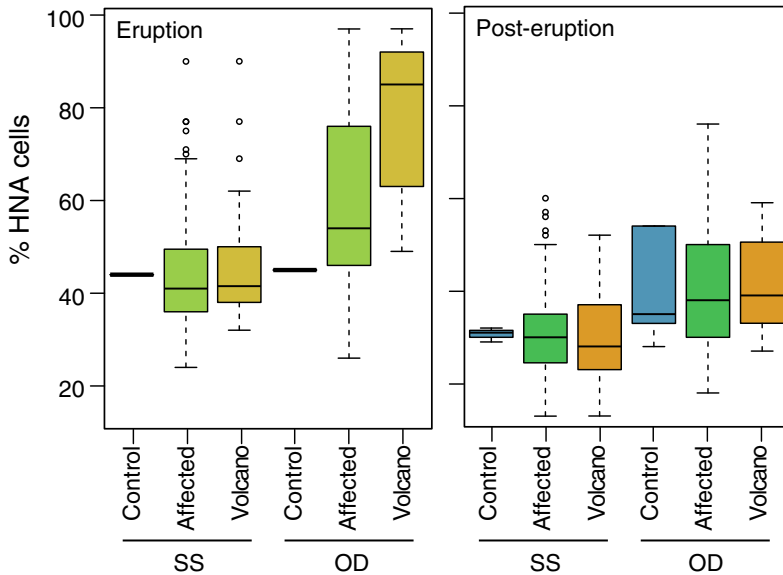 Eruption
Post-eruption
% HNA cells
100
80
60
40
20
Control
Affected
Volcano
Control
Affected
Volcano
Control
Affected
Volcano
Control
Affected
Volcano
SS
OD
SS
OD